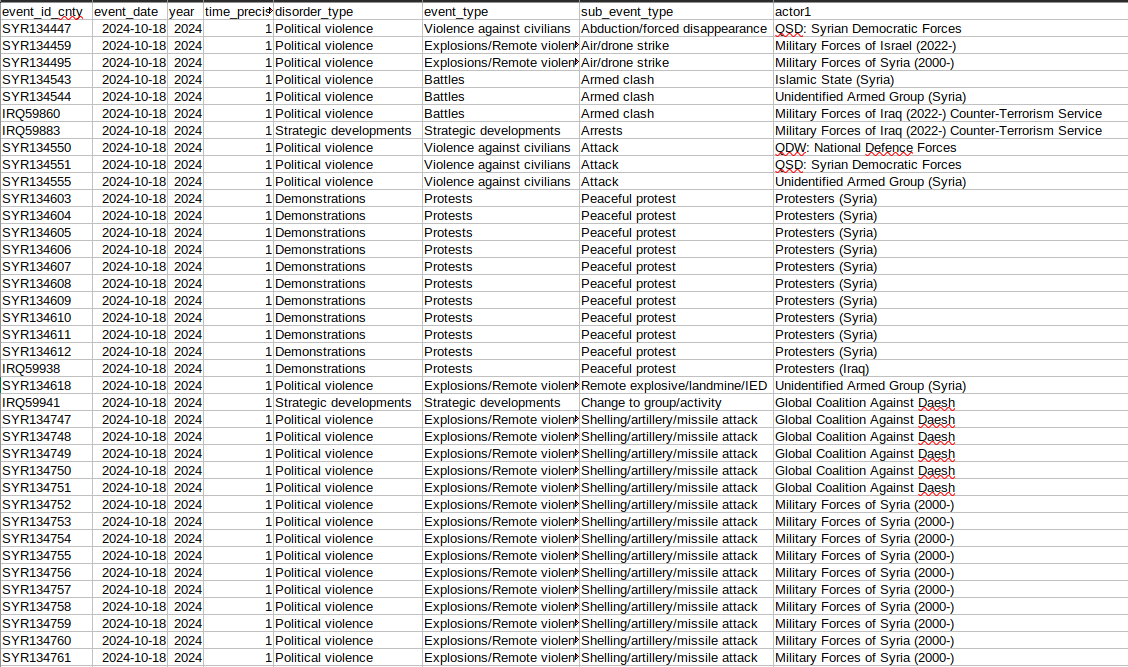 event_id_cnty event_date year time_precis disorder_type event_type sub_event_type actor1
SYR134447 2024-10-18 2024 1 Political violence Violence against civilians Abduction/forced disappearance QSD: Syrian Democratic Forces
SYR134459 2024-10-18 2024 1 Political violence Explosions/Remote violen Air/drone strike Military Forces of Israel (2022-)
SYR134495 2024-10-18 2024 1 Political violence Explosions/Remote violen Air/drone strike Military Forces of Syria (2000-)
SYR134543 2024-10-18 2024 1 Political violence Battles Armed clash Islamic State (Syria)
SYR134544 2024-10-18 2024 1 Political violence Battles Armed clash Unidentified Armed Group (Syria)
IRQ59860 2024-10-18 2024 1 Political violence Battles Armed clash Military Forces of Iraq (2022-) Counter-Terrorism Service
IRQ59883 2024-10-18 2024 1 Strategic developments Strategic developments Arrests Military Forces of Iraq (2022-) Counter-Terrorism Service
SYR134550 2024-10-18 2024 1 Political violence Violence against civilians Attack QDW: National Defence Forces
SYR134551 2024-10-18 2024 1 Political violence Violence against civilians Attack QSD: Syrian Democratic Forces
SYR134555 2024-10-18 2024 1 Political violence Violence against civilians Attack Unidentified Armed Group (Syria)
SYR134603 2024-10-18 2024 1 Demonstrations Protests Peaceful protest Protesters (Syria)
SYR134604 2024-10-18 2024 1 Demonstrations Protests Peaceful protest Protesters (Syria)
SYR134605 2024-10-18 2024 1 Demonstrations Protests Peaceful protest Protesters (Syria)
SYR134606 2024-10-18 2024 1 Demonstrations Protests Peaceful protest Protesters (Syria)
SYR134607 2024-10-18 2024 1 Demonstrations Protests Peaceful protest Protesters (Syria)
SYR134608 2024-10-18 2024 1 Demonstrations Protests Peaceful protest Protesters (Syria)
SYR134609 2024-10-18 2024 1 Demonstrations Protests Peaceful protest Protesters (Syria)
SYR134610 2024-10-18 2024 1 Demonstrations Protests Peaceful protest Protesters (Syria)
SYR134611 2024-10-18 2024 1 Demonstrations Protests Peaceful protest Protesters (Syria)
SYR134612 2024-10-18 2024 1 Demonstrations Protests Peaceful protest Protesters (Syria)
IRQ59938 2024-10-18 2024 1 Demonstrations Protests Peaceful protest Protesters (Iraq)
SYR134618 2024-10-18 2024 1 Political violence Explosions/Remote violen Remote explosive/landmine/IED Unidentified Armed Group (Syria)
IRQ59941 2024-10-18 2024 1 Strategic developments Strategic developments Change to group/activity Global Coalition Against Daesh
SYR134747 2024-10-18 2024 1 Political violence Explosions/Remote violen Shelling/artillery/missile attack Global Coalition Against Daesh
SYR134748 2024-10-18 2024 1 Political violence Explosions/Remote violen Shelling/artillery/missile attack Global Coalition Against Daesh
SYR134749 2024-10-18 2024 1 Political violence Explosions/Remote violen Shelling/artillery/missile attack Global Coalition Against Daesh
SYR134750 2024-10-18 2024 1 Political violence Explosions/Remote violen Shelling/artillery/missile attack Global Coalition Against Daesh
SYR134751 2024-10-18 2024 1 Political violence Explosions/Remote violen Shelling/artillery/missile attack Global Coalition Against Daesh
SYR134752 2024-10-18 2024 1 Political violence Explosions/Remote violen Shelling/artillery/missile attack Military Forces of Syria (2000-)
SYR134753 2024-10-18 2024 1 Political violence Explosions/Remote violen Shelling/artillery/missile attack Military Forces of Syria (2000-)
SYR134754 2024-10-18 2024 1 Political violence Explosions/Remote violen Shelling/artillery/missile attack Military Forces of Syria (2000-)
SYR134755 2024-10-18 2024 1 Political violence Explosions/Remote violen Shelling/artillery/missile attack Military Forces of Syria (2000-)
SYR134756 2024-10-18 2024 1 Political violence Explosions/Remote violen Shelling/artillery/missile attack Military Forces of Syria (2000-)
SYR134757 2024-10-18 2024 1 Political violence Explosions/Remote violen Shelling/artillery/missile attack Military Forces of Syria (2000-)
SYR134758 2024-10-18 2024 1 Political violence Explosions/Remote violen Shelling/artillery/missile attack Military Forces of Syria (2000-)
SYR134759 2024-10-18 2024 1 Political violence Explosions/Remote violen Shelling/artillery/missile attack Military Forces of Syria (2000-)
SYR134760 2024-10-18 2024 1 Political violence Explosions/Remote violen Shelling/artillery/missile attack Military Forces of Syria (2000-)
SYR134761 2024-10-18 2024 1 Political violence Explosions/Remote violen Shelling/artillery/missile attack Military Forces of Syria (2000-)